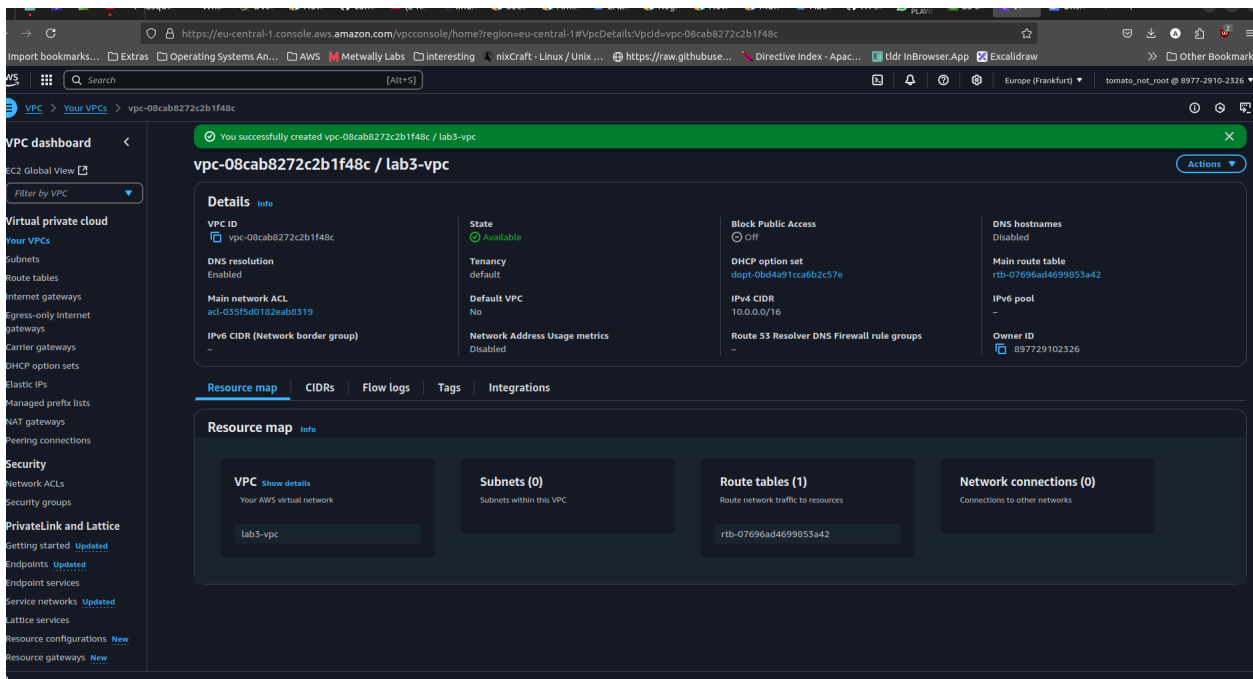 https://eu-central-1.console.aws.amazon.com/vpcconsole/home?region=eu-central-1#VpcDetails:VpcId=vpc-08cab8272c2b1f48c
Import bookmarks... Extras Operating Systems An... AWS Metwally Labs interesting nixCraft - Linux / Unix ... https://raw.githubuse... Directive Index - Apac... tldr InBrowser.App Excalidraw Other Bookmark
Search [Alt+S] Europe (Frankfurt) tomato_not_root @ 8977-2910-2326
VPC > Your VPCs > vpc-08cab8272c2b1f48c
VPC dashboard
EC2 Global View
Filter by VPC
Virtual private cloud
Your VPCs
Subnets
Route tables
Internet gateways
Egress-only internet
gateways
Carrier gateways
DHCP option sets
Elastic IPs
Managed prefix lists
NAT gateways
Peering connections
Security
Network ACLs
Security groups
PrivateLink and Lattice
Getting started Updated
Endpoints Updated
Endpoint services
Service networks Updated
Lattice services
Resource configurations New
Resource gateways New
You successfully created vpc-08cab8272c2b1f48c / lab3-vpc
vpc-08cab8272c2b1f48c / lab3-vpc
Actions
Details Info
VPC ID
vpc-08cab8272c2b1f48c
State
Available
Block Public Access
Off
DNS hostnames
Disabled
DNS resolution
Enabled
Tenancy
default
DHCP option set
dopt-0bd4a91cca6b2c57e
Main route table
rtb-07696ad4699853a42
Main network ACL
acl-035f5d0182eab8319
Default VPC
No
IPv4 CIDR
10.0.0.0/16
IPv6 pool
–
IPv6 CIDR (Network border group)
–
Network Address Usage metrics
Disabled
Route 53 Resolver DNS Firewall rule groups
–
Owner ID
897729102326
Resource map CIDRs Flow logs Tags Integrations
Resource map Info
VPC Show details
Your AWS virtual network
lab3-vpc
Subnets (0)
Subnets within this VPC
Route tables (1)
Route network traffic to resources
rtb-07696ad4699853a42
Network connections (0)
Connections to other networks